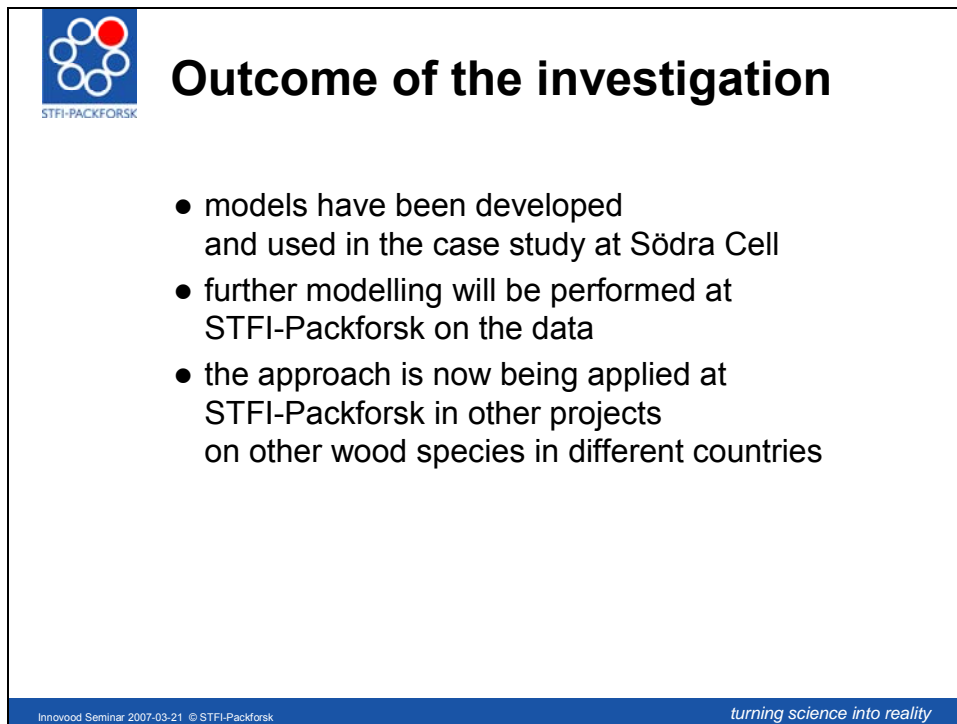 STFI-PACKFORSK
Outcome of the investigation
● models have been developed
and used in the case study at Södra Cell
● further modelling will be performed at
STFI-Packforsk on the data
● the approach is now being applied at
STFI-Packforsk in other projects
on other wood species in different countries
Innovood Seminar 2007-03-21 © STFI-Packforsk
turning science into reality